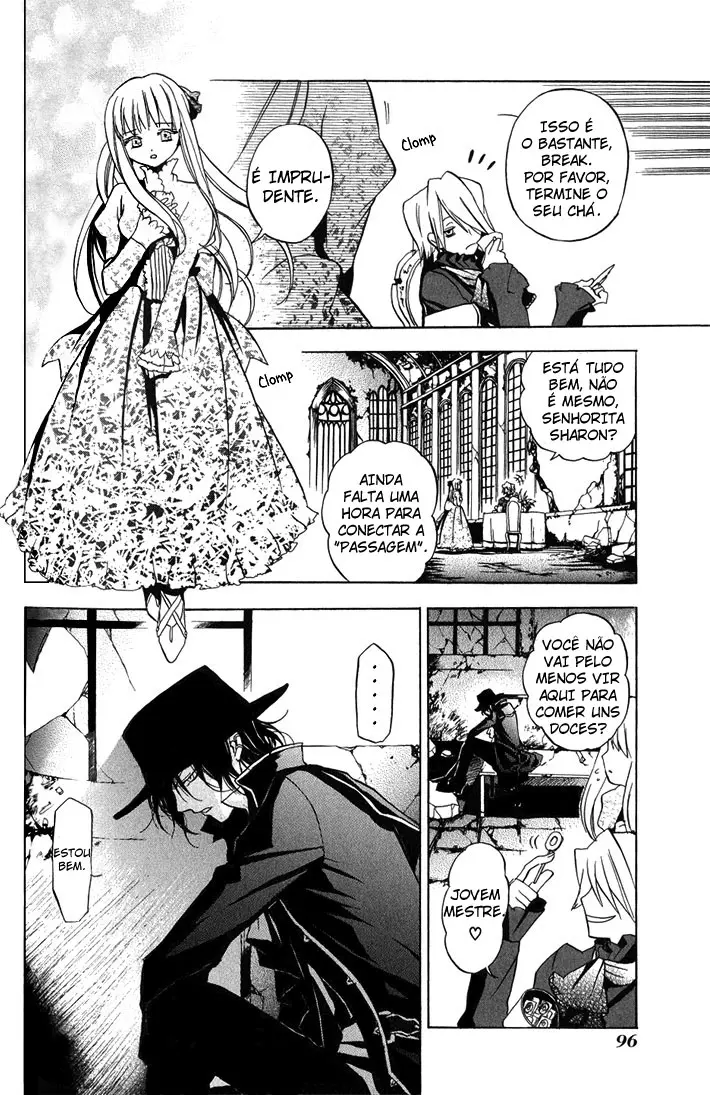 ISSO É
O BASTANTE,
BREAK.
POR FAVOR,
TERMINE O
SEU CHÁ.
Clomp
É IMPRU-
DENTE.
Clomp
ESTÁ TUDO
BEM, NÃO
É MESMO,
SENHORITA
SHARON?
AINDA
FALTA UMA
HORA PARA
CONECTAR A
"PASSAGEM".
VOCÊ NÃO
VAI PELO
MENOS VIR
AQUI PARA
COMER UNS
DOCES?
JOVEM
MESTRE.
♡
. . . .
ESTOU
BEM.
96